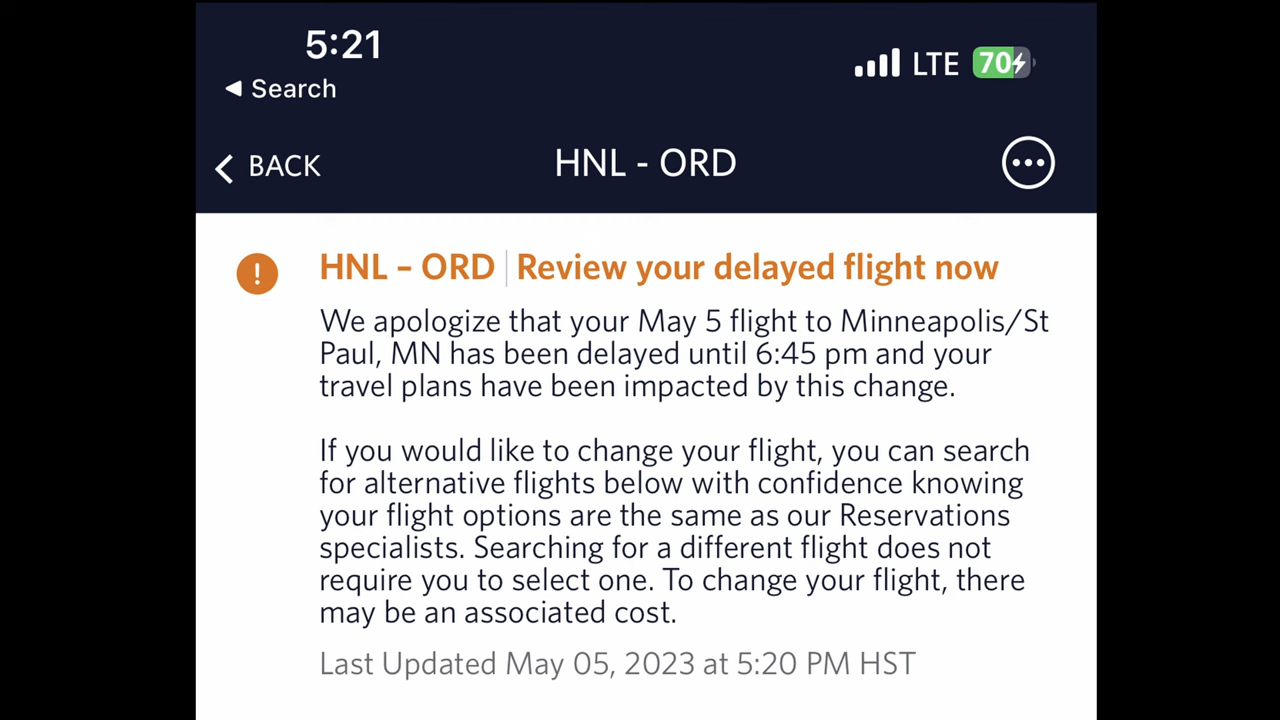 5:21
LTE 70
◀ Search
BACK
HNL - ORD
HNL – ORD | Review your delayed flight now
We apologize that your May 5 flight to Minneapolis/St
Paul, MN has been delayed until 6:45 pm and your
travel plans have been impacted by this change.
If you would like to change your flight, you can search
for alternative flights below with confidence knowing
your flight options are the same as our Reservations
specialists. Searching for a different flight does not
require you to select one. To change your flight, there
may be an associated cost.
Last Updated May 05, 2023 at 5:20 PM HST